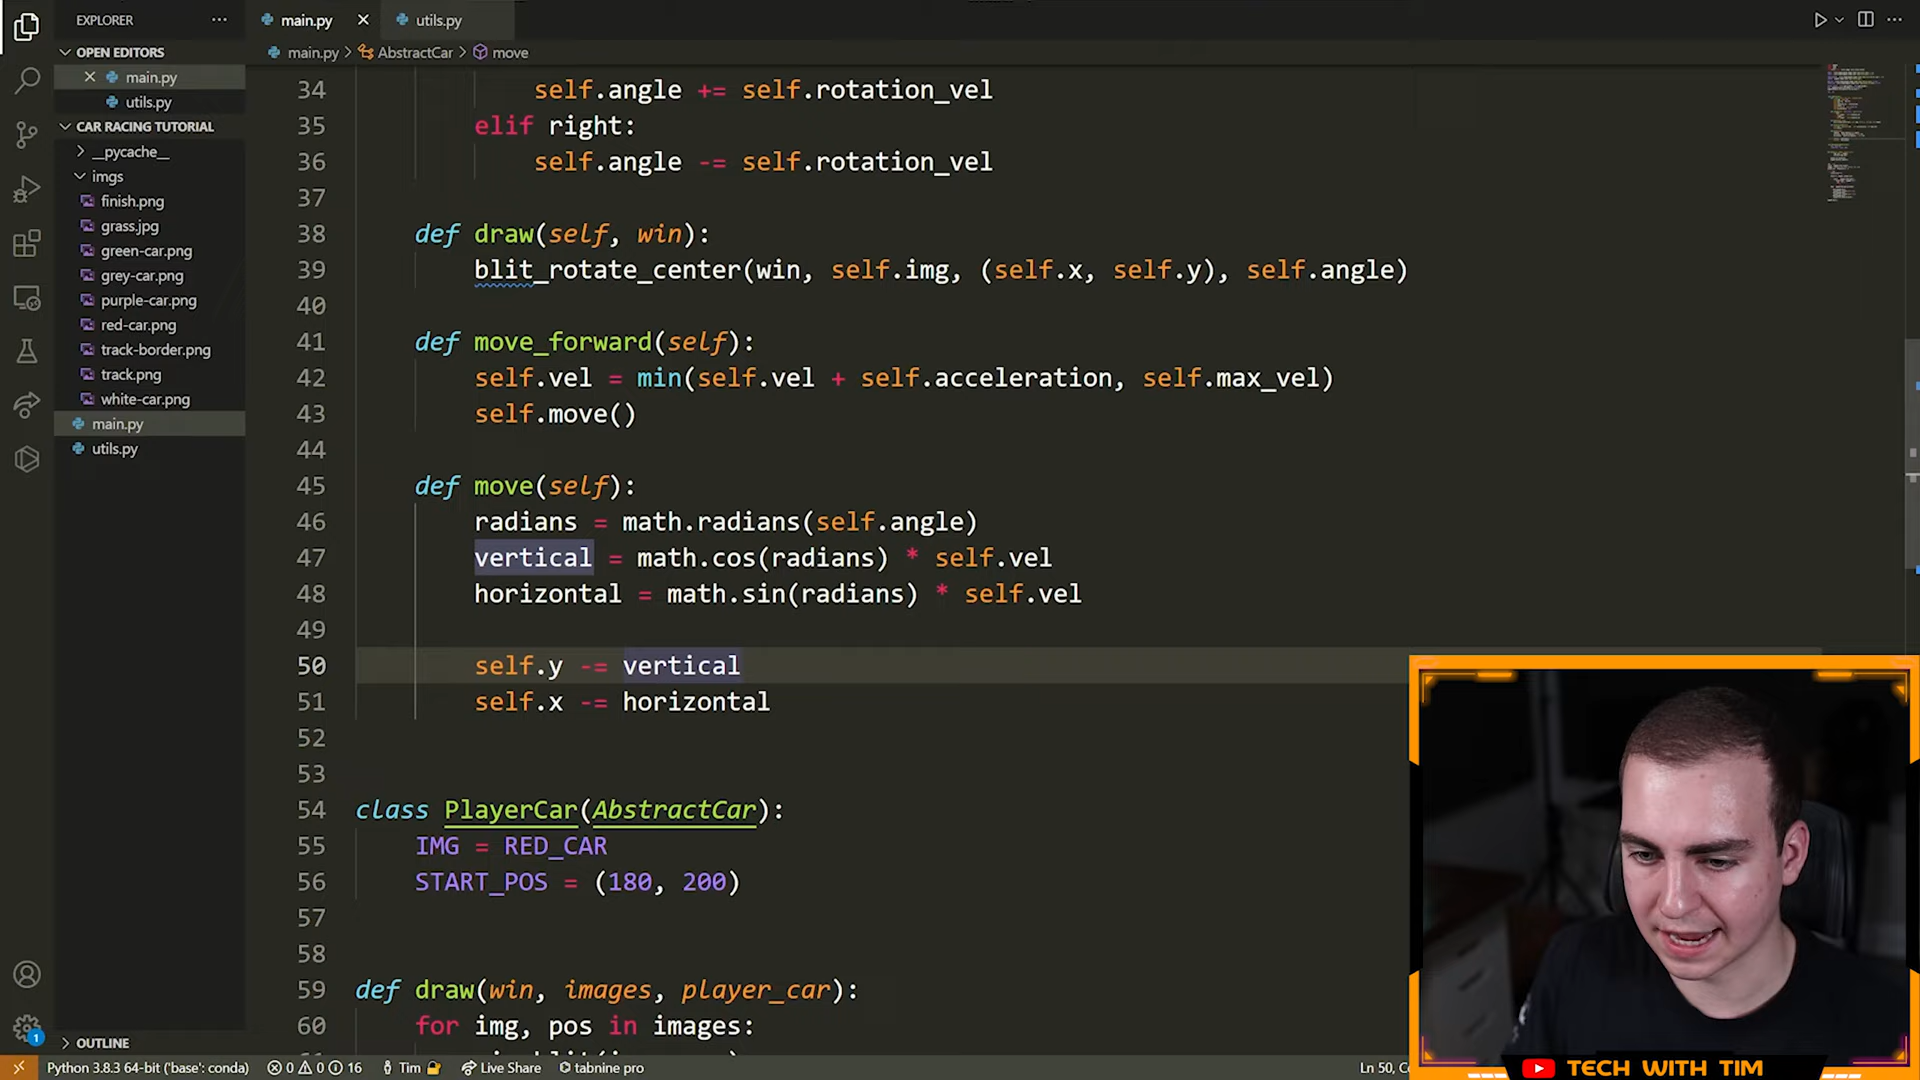 EXPLORER
main.py
utils.py
OPEN EDITORS
main.py
utils.py
CAR RACING TUTORIAL
__pycache__
imgs
finish.png
grass.jpg
green-car.png
grey-car.png
purple-car.png
red-car.png
track-border.png
track.png
white-car.png
main.py
utils.py
OUTLINE
main.py > AbstractCar > move
34 self.angle += self.rotation_vel
35 elif right:
36 self.angle -= self.rotation_vel
37
38 def draw(self, win):
39 blit_rotate_center(win, self.img, (self.x, self.y), self.angle)
40
41 def move_forward(self):
42 self.vel = min(self.vel + self.acceleration, self.max_vel)
43 self.move()
44
45 def move(self):
46 radians = math.radians(self.angle)
47 vertical = math.cos(radians) * self.vel
48 horizontal = math.sin(radians) * self.vel
49
50 self.y -= vertical
51 self.x -= horizontal
52
53
54 class PlayerCar(AbstractCar):
55 IMG = RED_CAR
56 START_POS = (180, 200)
57
58
59 def draw(win, images, player_car):
60 for img, pos in images:
1
Python 3.8.3 64-bit ('base': conda) 0 0 16 Tim Live Share tabnine pro
Ln 50,
TECH WITH TIM